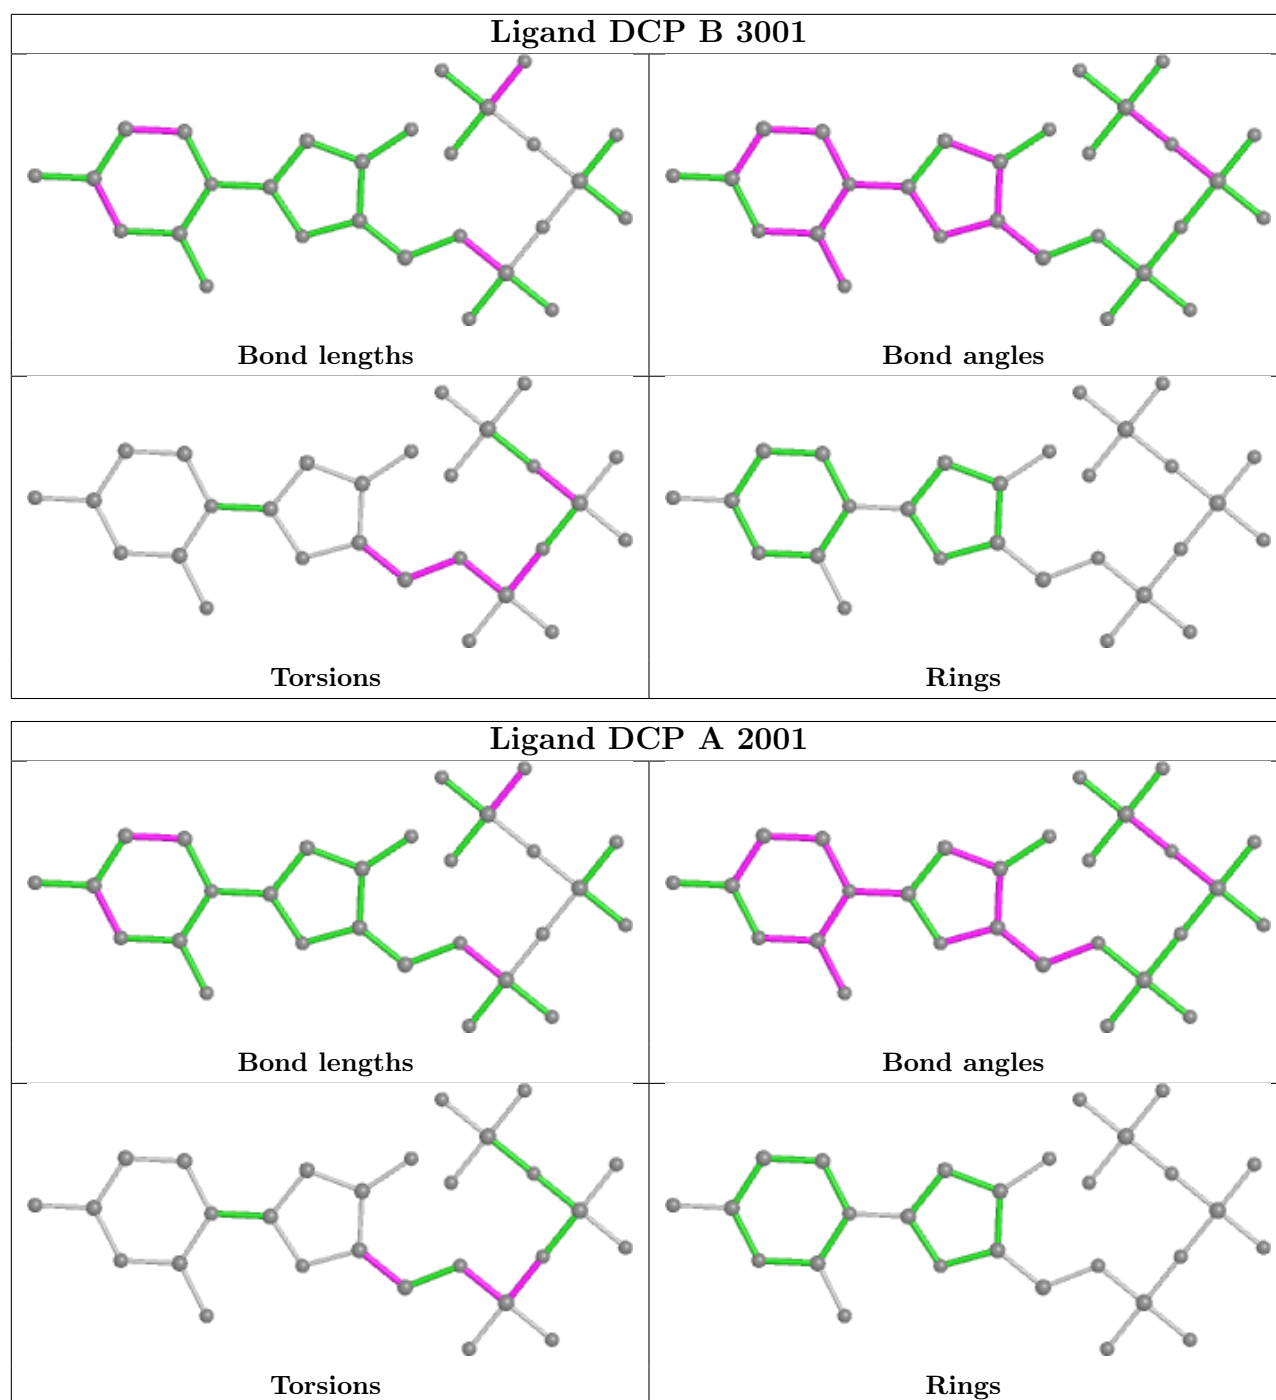 Ligand DCP B 3001
Bond lengths
Bond angles
Torsions
Rings
Ligand DCP A 2001
Bond lengths
Bond angles
Torsions
Rings